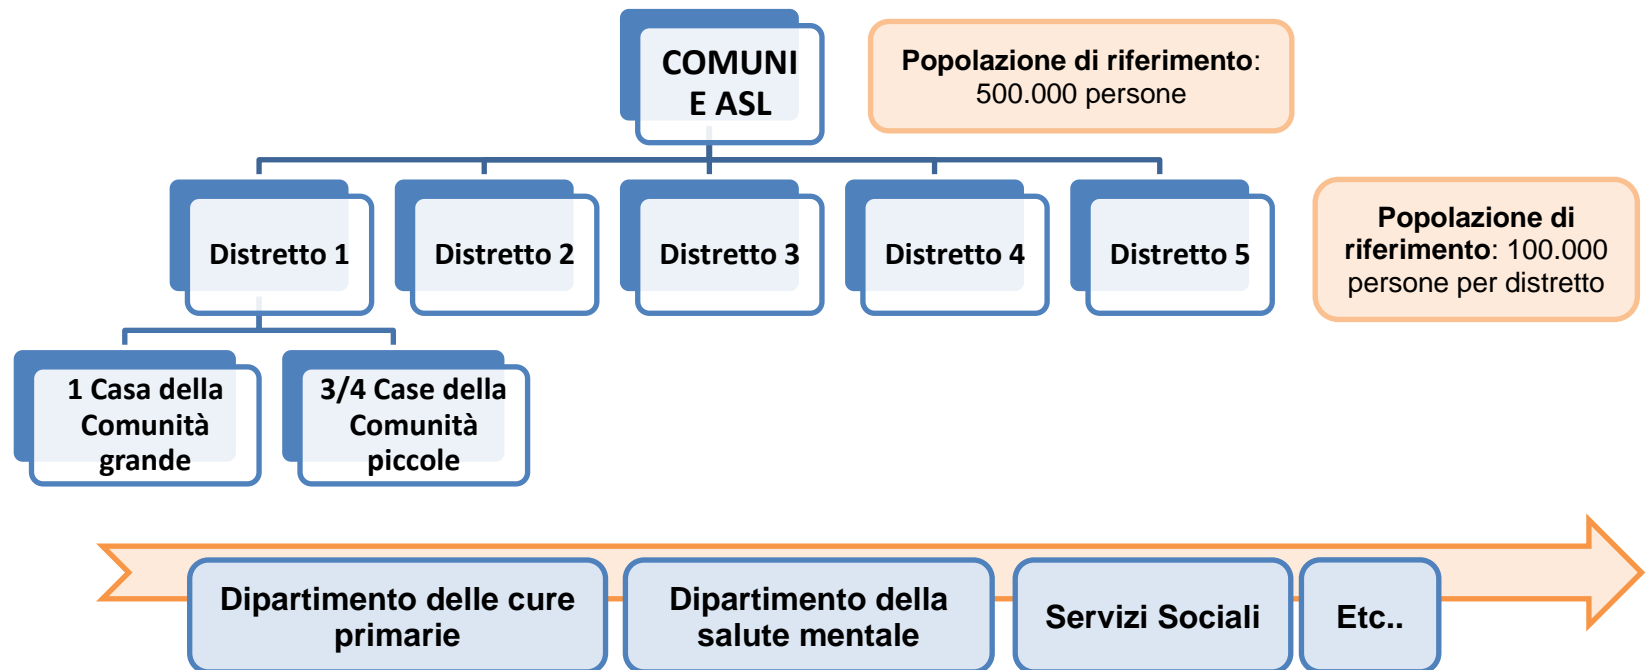 COMUNI
E ASL
Popolazione di riferimento:
500.000 persone
Distretto 1
Distretto 2
Distretto 3
Distretto 4
Distretto 5
Popolazione di
riferimento: 100.000
persone per distretto
1 Casa della
Comunità
grande
3/4 Case della
Comunità
piccole
Dipartimento delle cure
primarie
Dipartimento della
salute mentale
Servizi Sociali
Etc..